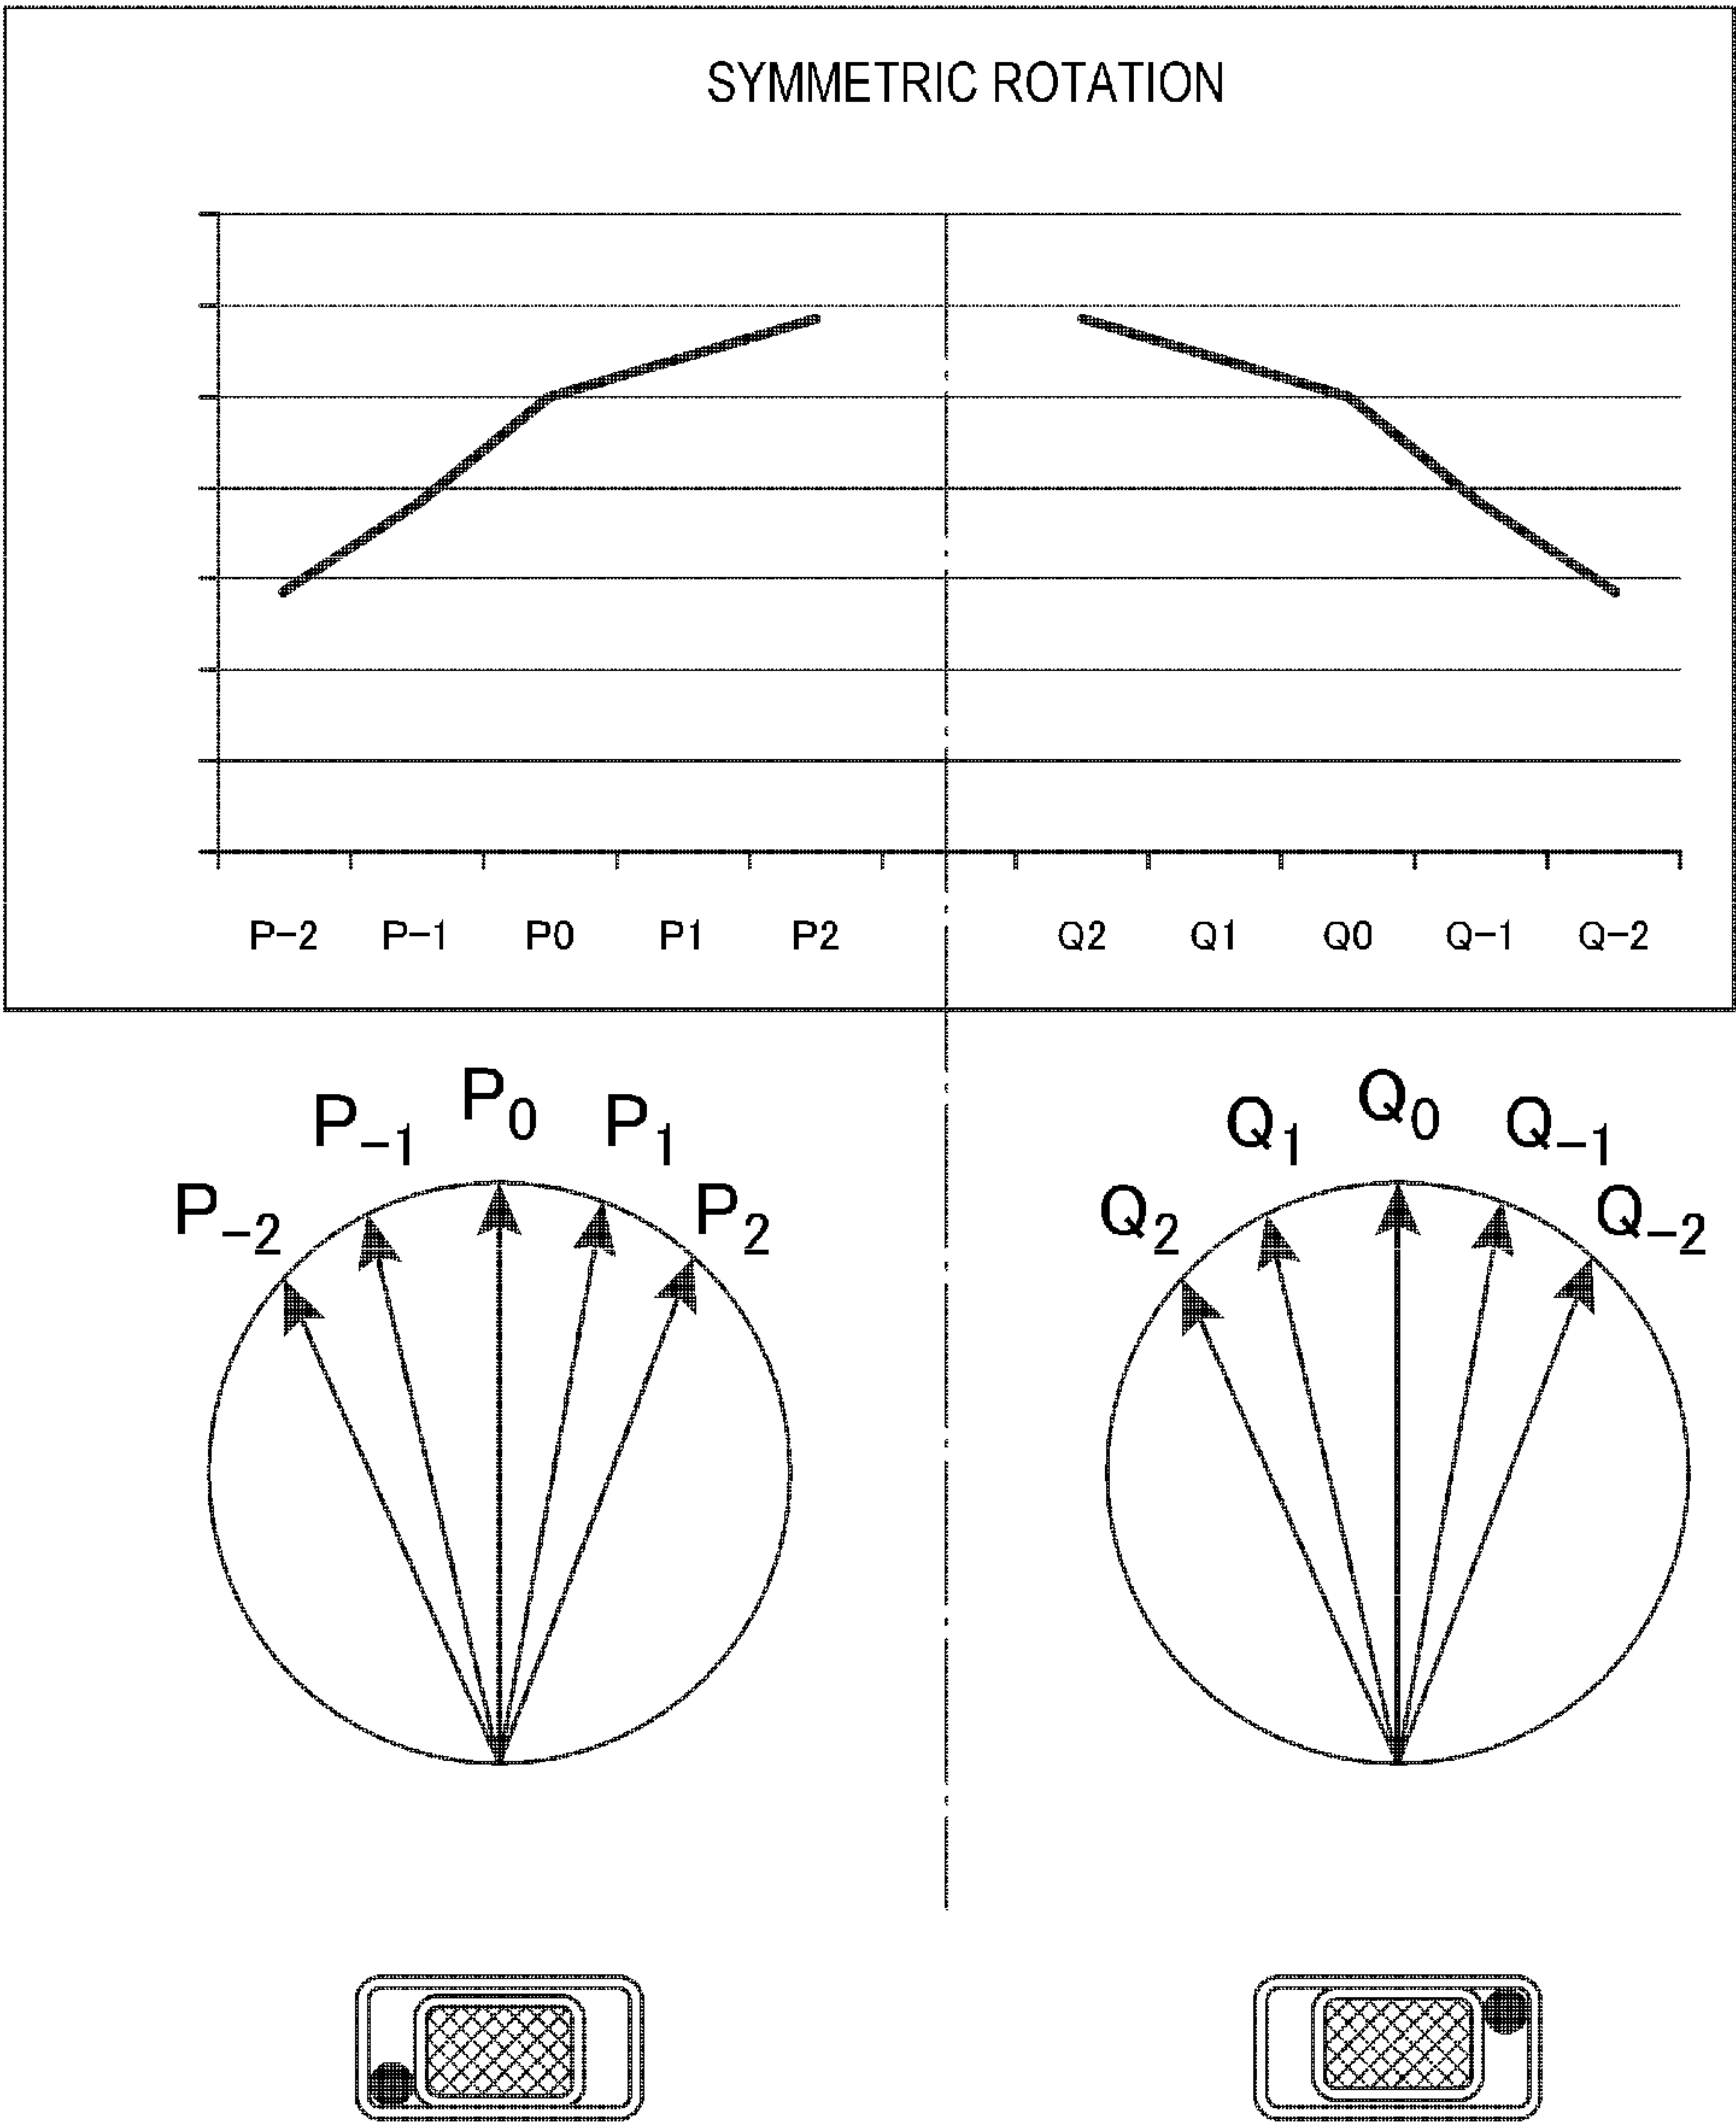 SYMMETRIC ROTATION
P-2 P-1 P0 P1 P2 Q2 Q1 Q0 Q-1 Q-2
P₋₂ P₋₁ P₀ P₁ P₂ Q₂ Q₁ Q₀ Q₋₁ Q₋₂